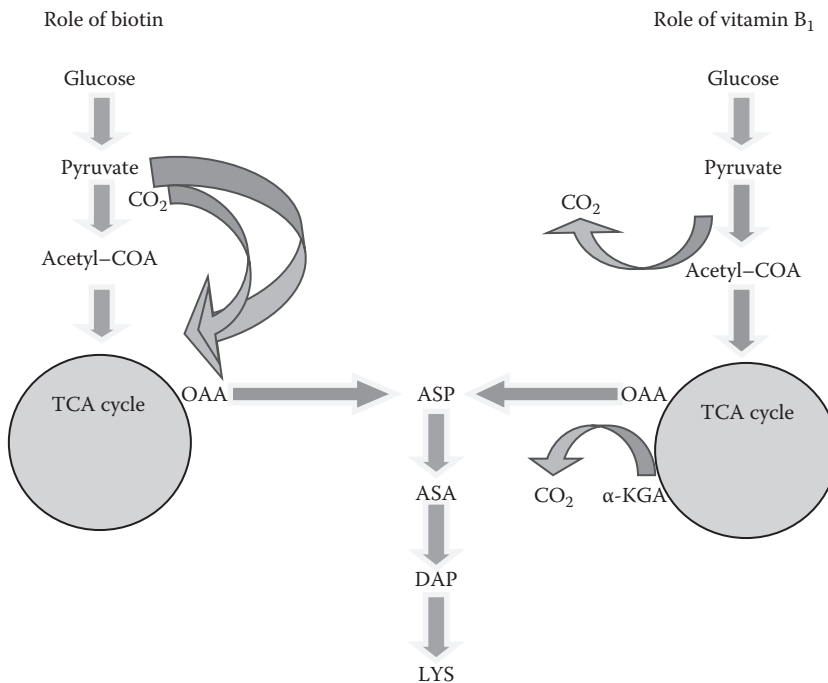 Role of biotin
Glucose
Pyruvate
CO₂
Acetyl–COA
TCA cycle
OAA
ASP
ASA
DAP
LYS
Role of vitamin B₁
Glucose
Pyruvate
CO₂
Acetyl–COA
OAA
TCA cycle
CO₂
α-KGA